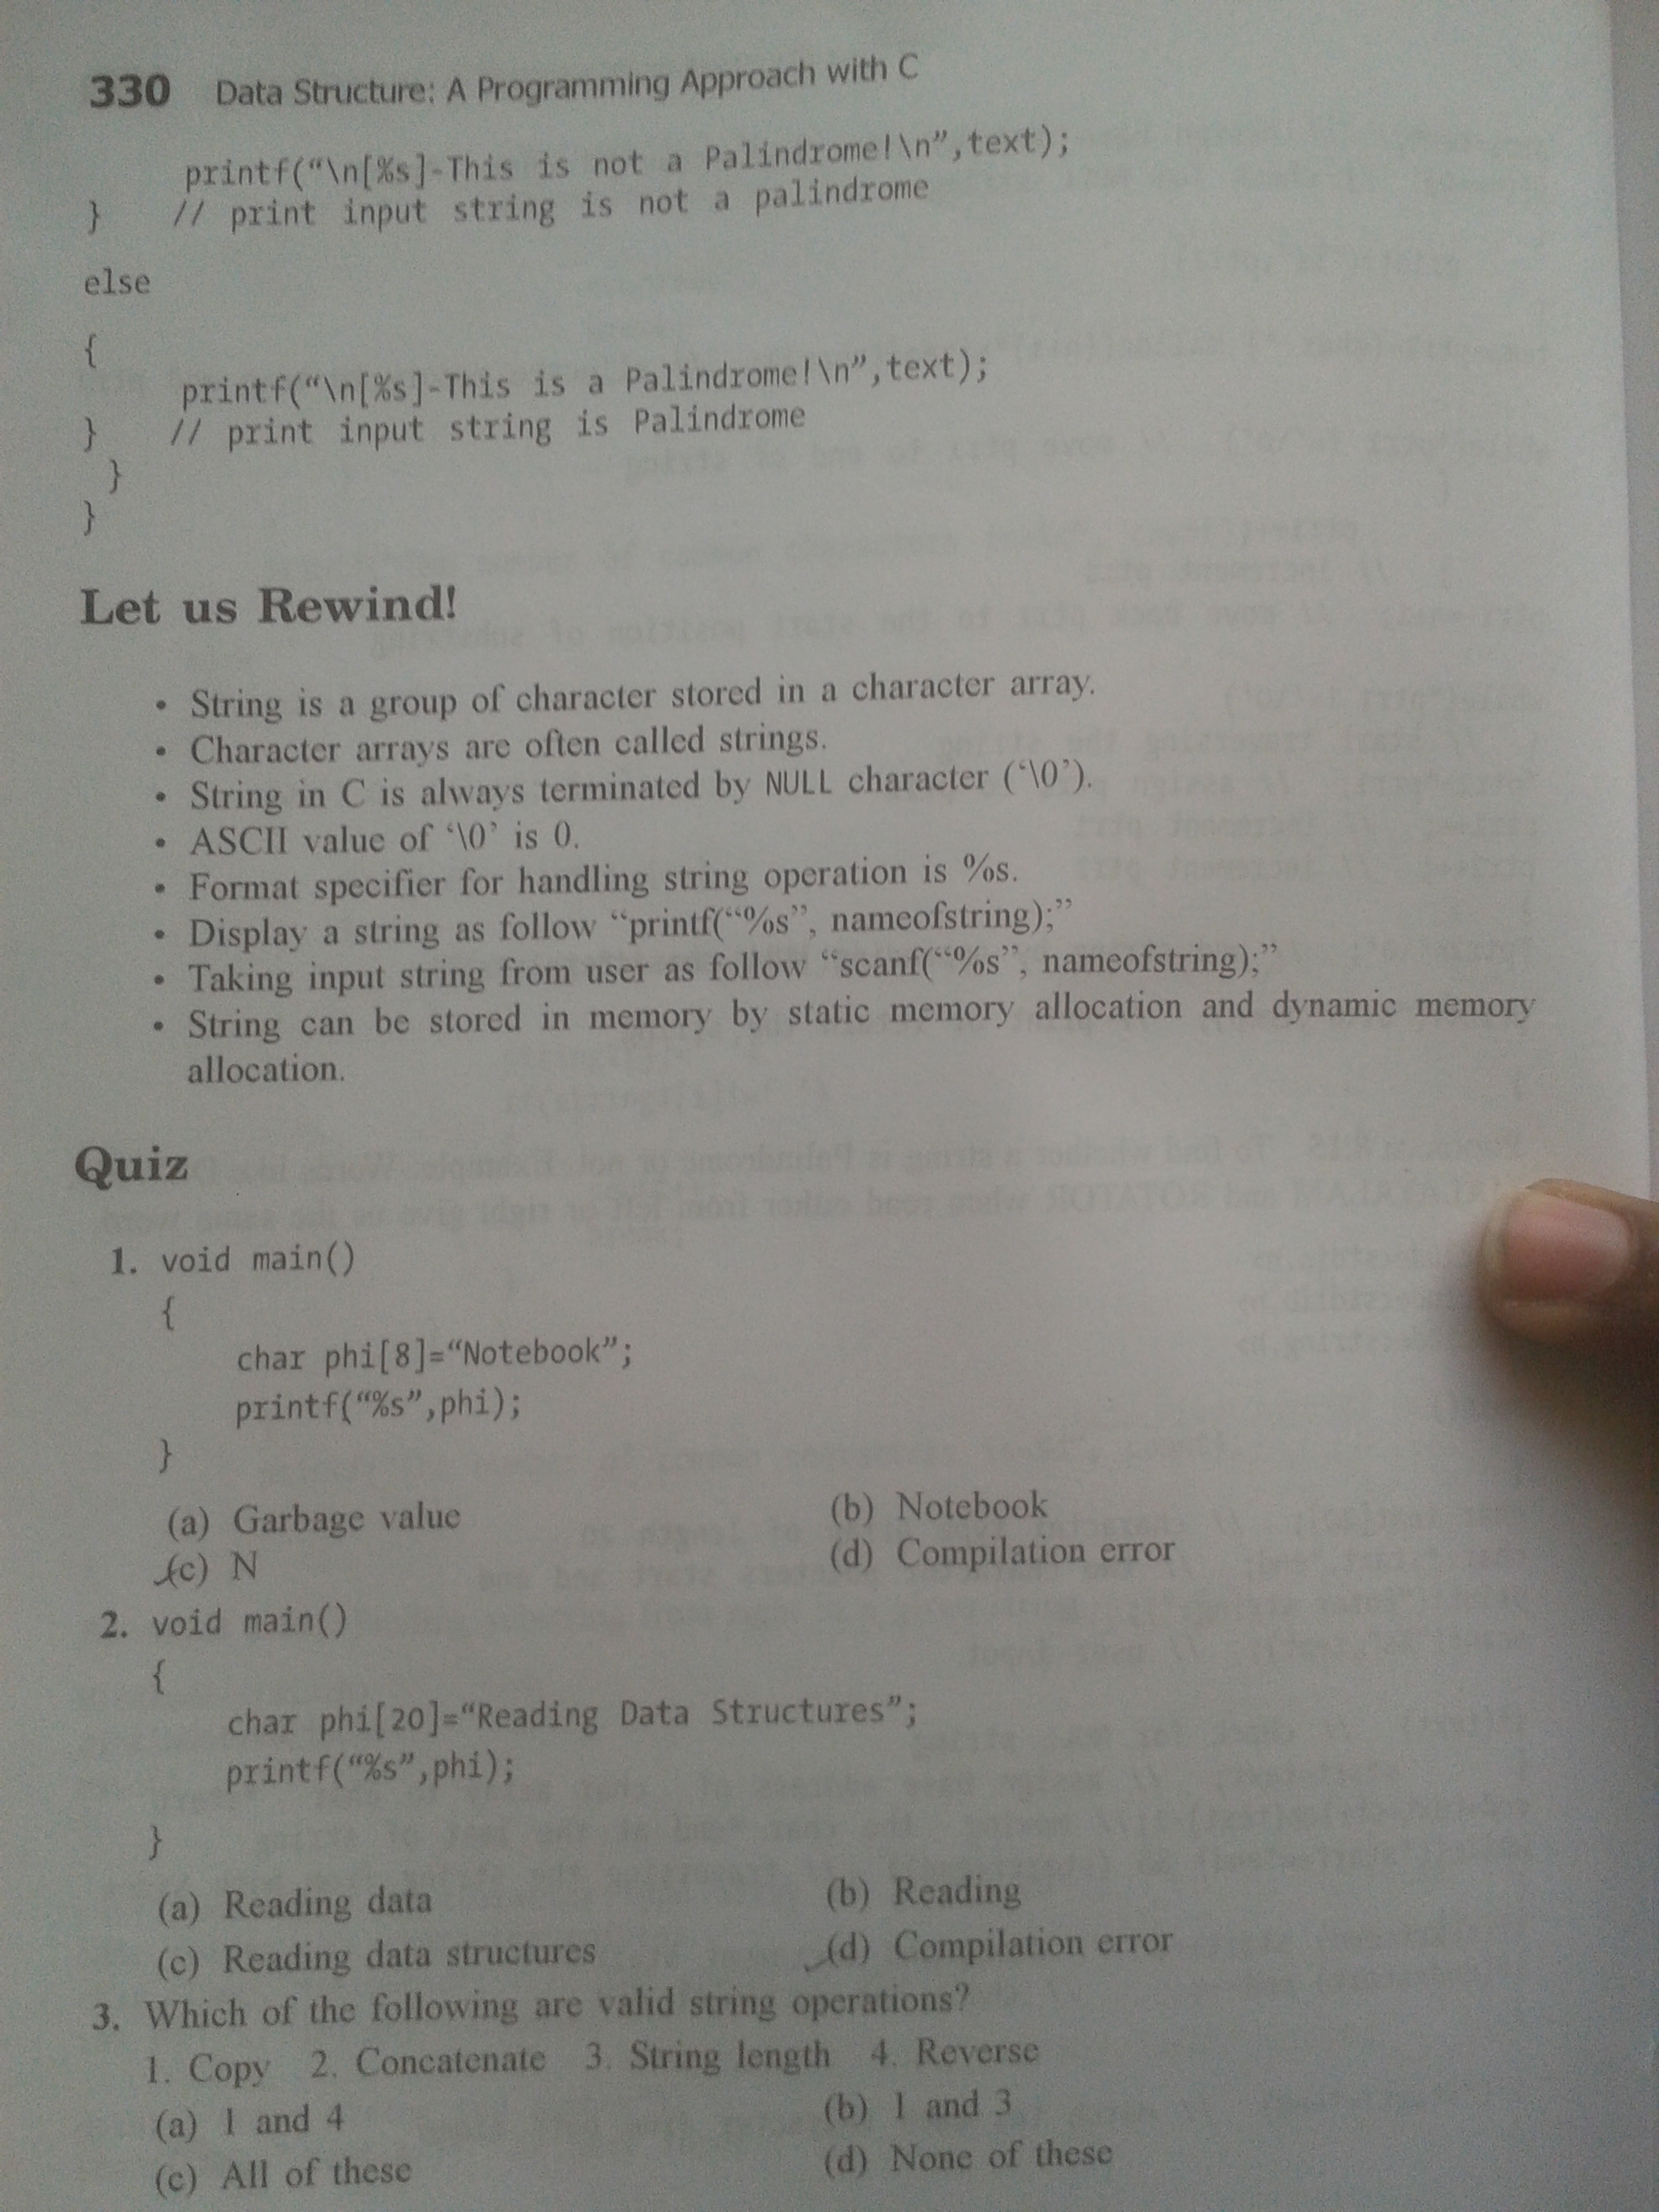 330 Data Structure: A Programming Approach with C
printf(“\n[%s]-This is not a Palindrome!\n”,text);
} // print input string is not a palindrome
else
{
printf(“\n[%s]-This is a Palindrome!\n”,text);
} // print input string is Palindrome
}
}
Let us Rewind!
• String is a group of character stored in a character array.
• Character arrays are often called strings.
• String in C is always terminated by NULL character (‘\0’).
• ASCII value of ‘\0’ is 0.
• Format specifier for handling string operation is %s.
• Display a string as follow “printf(“%s”, nameofstring);”
• Taking input string from user as follow “scanf(“%s”, nameofstring);”
• String can be stored in memory by static memory allocation and dynamic memory
allocation.
Quiz
1. void main()
{
char phi[8]=“Notebook”;
printf(“%s”,phi);
}
(a) Garbage value (b) Notebook
(c) N (d) Compilation error
2. void main()
{
char phi[20]=“Reading Data Structures”;
printf(“%s”,phi);
}
(a) Reading data (b) Reading
(c) Reading data structures (d) Compilation error
3. Which of the following are valid string operations?
1. Copy 2. Concatenate 3. String length 4. Reverse
(a) 1 and 4 (b) 1 and 3
(c) All of these (d) None of these